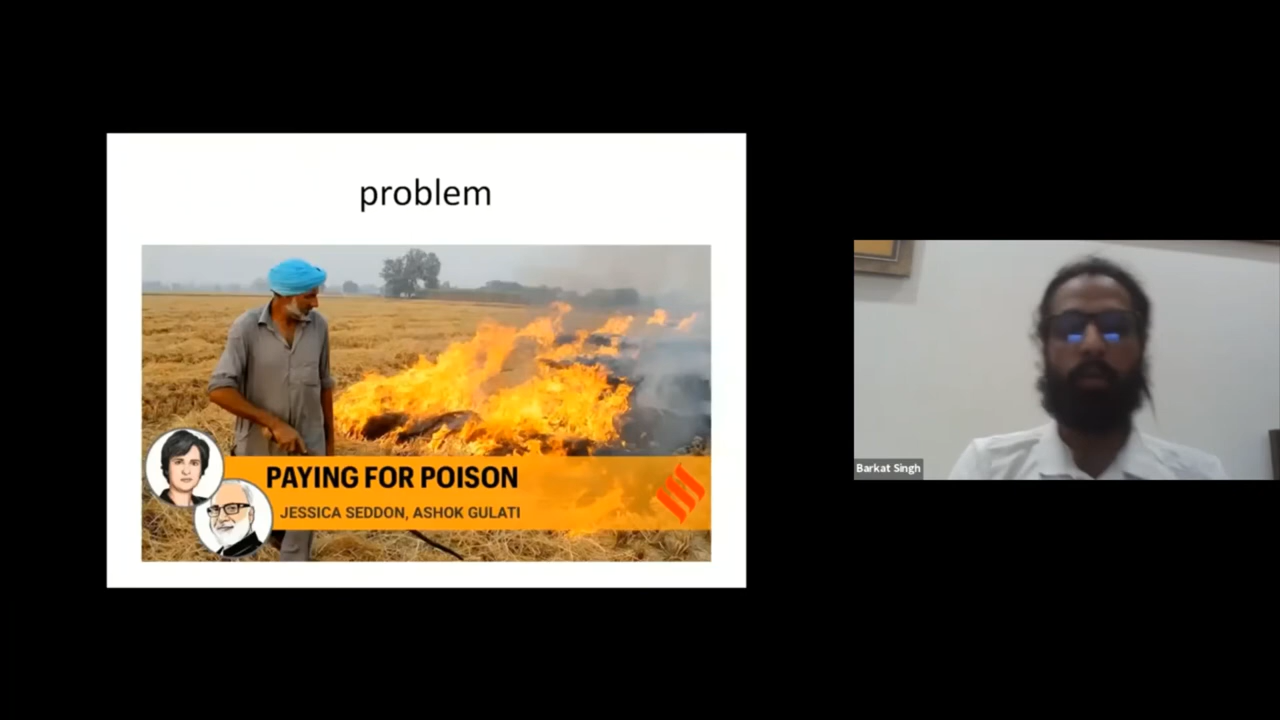 problem
PAYING FOR POISON
JESSICA SEDDON, ASHOK GULATI
Barkat Singh